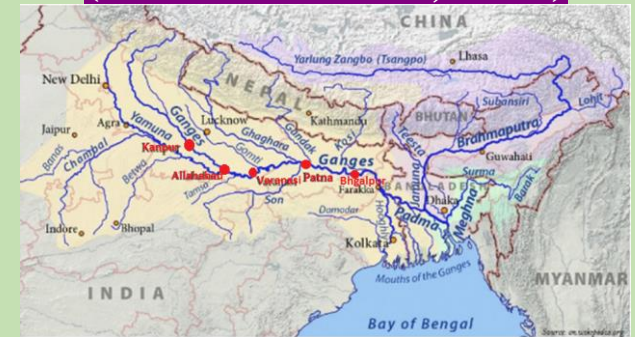 CHINA
Yarlung Zangbo (Tsangpo)
Lhasa
New Delhi
NEPAL
Subansiri
Lohit
BHUTAN
Jaipur
Agra
Yamuna
Ganges
Lucknow
Ghaghara
Gandak
Kathmandu
Kosi
Teesta
Brahmaputra
Guwahati
Banas
Chambal
Kanpur
Gomti
Ganges
Jamuna
Surma
Barak
Betwa
Allahabad
Varanasi
Patna
Bhgalpur
Farakka
BANGLADESH
Tamsa
Son
Damodar
Hooghly
Dhaka
Padma
Meghna
Indore
Bhopal
Kolkata
Mouths of the Ganges
INDIA
MYANMAR
Bay of Bengal
Source: en.wikipedia.org